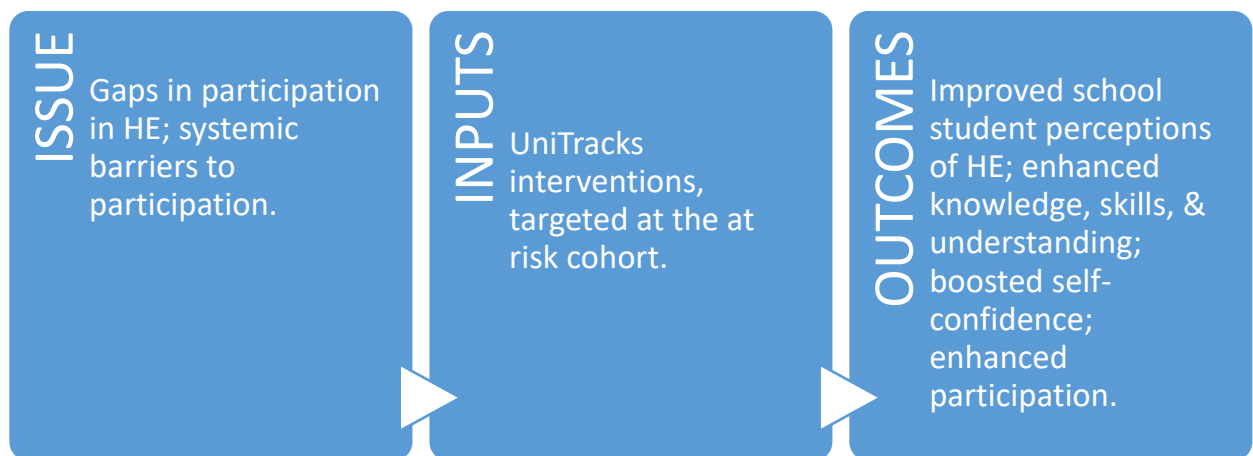 ISSUE
Gaps in participation
in HE; systemic
barriers to
participation.
INPUTS
UniTracks
interventions,
targeted at the at
risk cohort.
OUTCOMES
Improved school
student perceptions
of HE; enhanced
knowledge, skills, &
understanding;
boosted self-
confidence;
enhanced
participation.